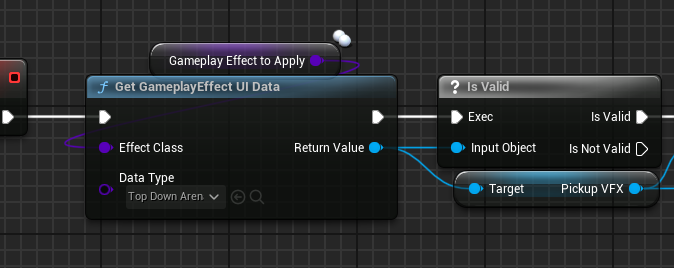 Gameplay Effect to Apply
f Get GameplayEffect UI Data
? Is Valid
Exec Is Valid
Effect Class Return Value
Input Object Is Not Valid
Data Type
Target Pickup VFX
Top Down Aren